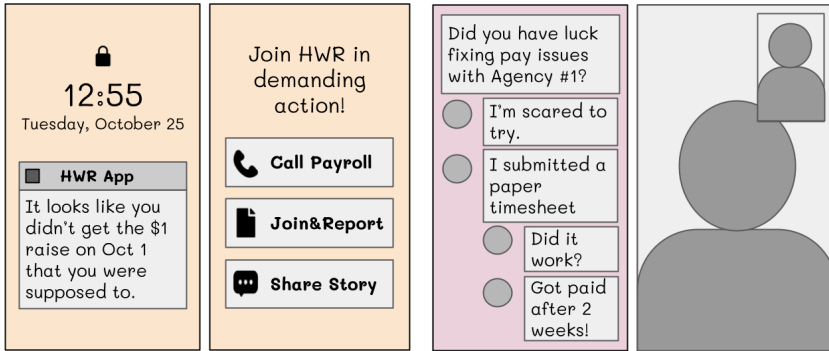 12:55
Tuesday, October 25
HWR App
It looks like you
didn't get the $1
raise on Oct 1
that you were
supposed to.
Join HWR in
demanding
action!
Call Payroll
Join&Report
Share Story
Did you have luck
fixing pay issues
with Agency #1?
I'm scared to
try.
I submitted a
paper
timesheet
Did it
work?
Got paid
after 2
weeks!